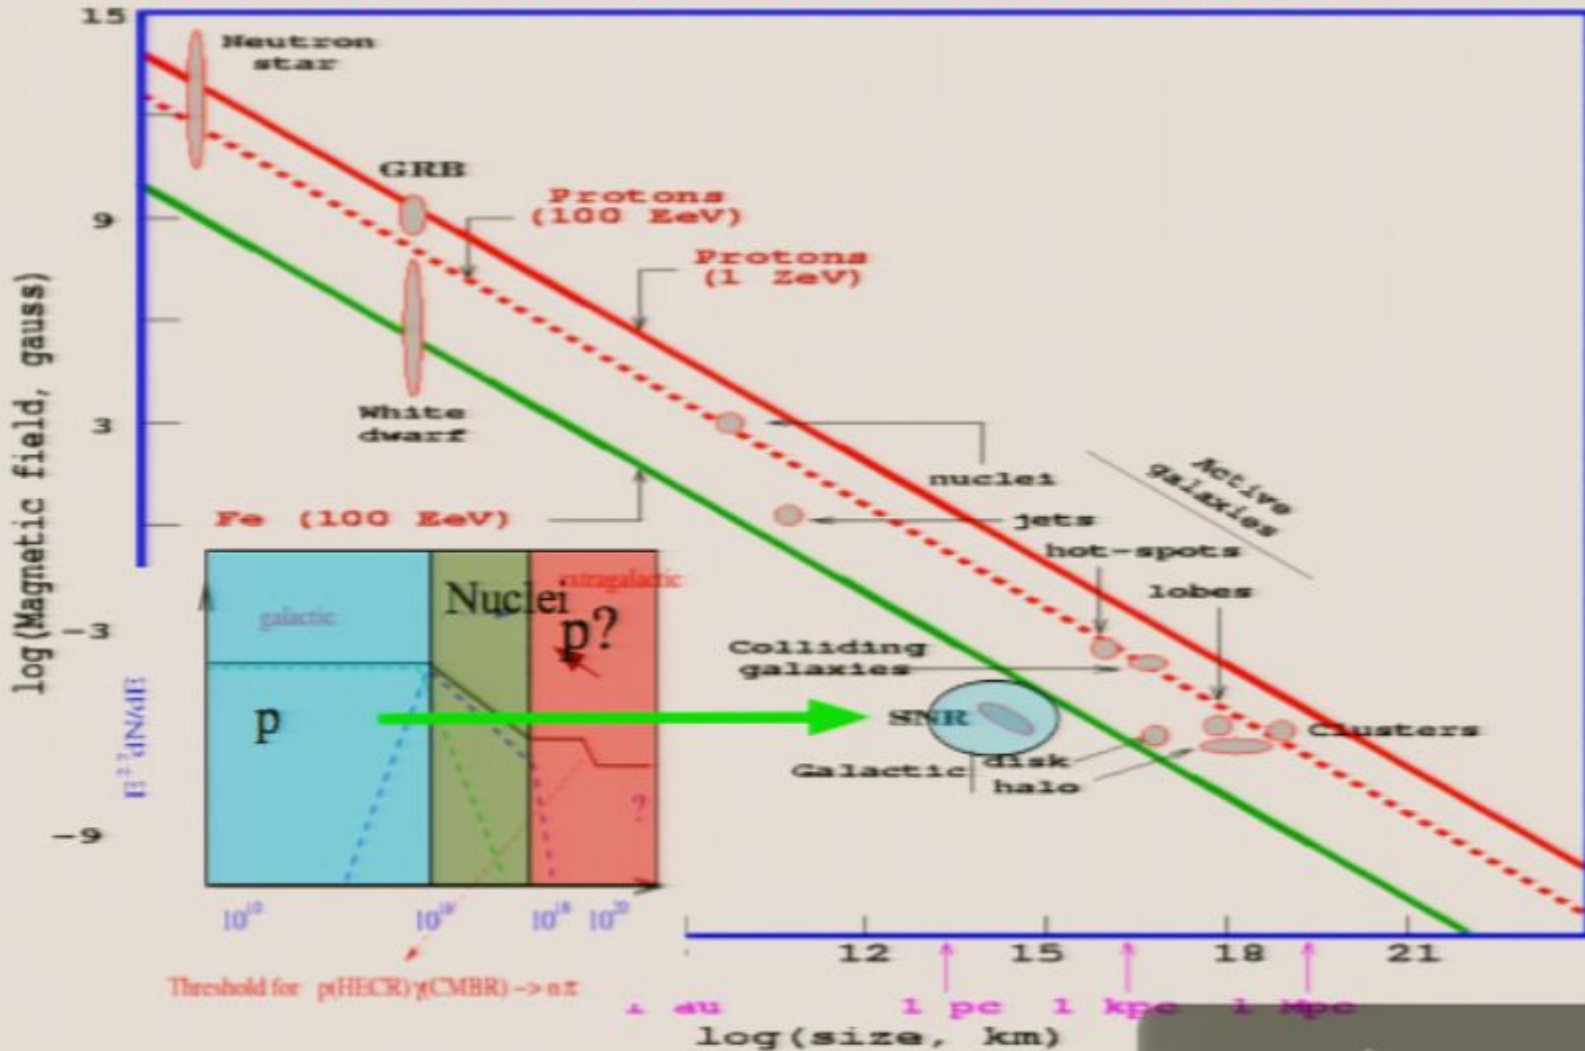 15
Neutron
star
GRB
Protons
(100 EeV)
9
Protons
(1 ZeV)
log(Magnetic field, gauss)
White
dwarf
3
nuclei
Active
galaxies
Fe (100 EeV)
jets
hot-spots
lobes
Nuclei
galactic
p?
-3
Colliding
galaxies
p
SNR
Clusters
disk
Galactic
halo
?
-9
10¹⁸ 10²⁰
12 15 18 21
Threshold for p(HECR)γ(CMBR) -> n π
au 1 pc 1 kpc 1 Mpc
log(size, km)